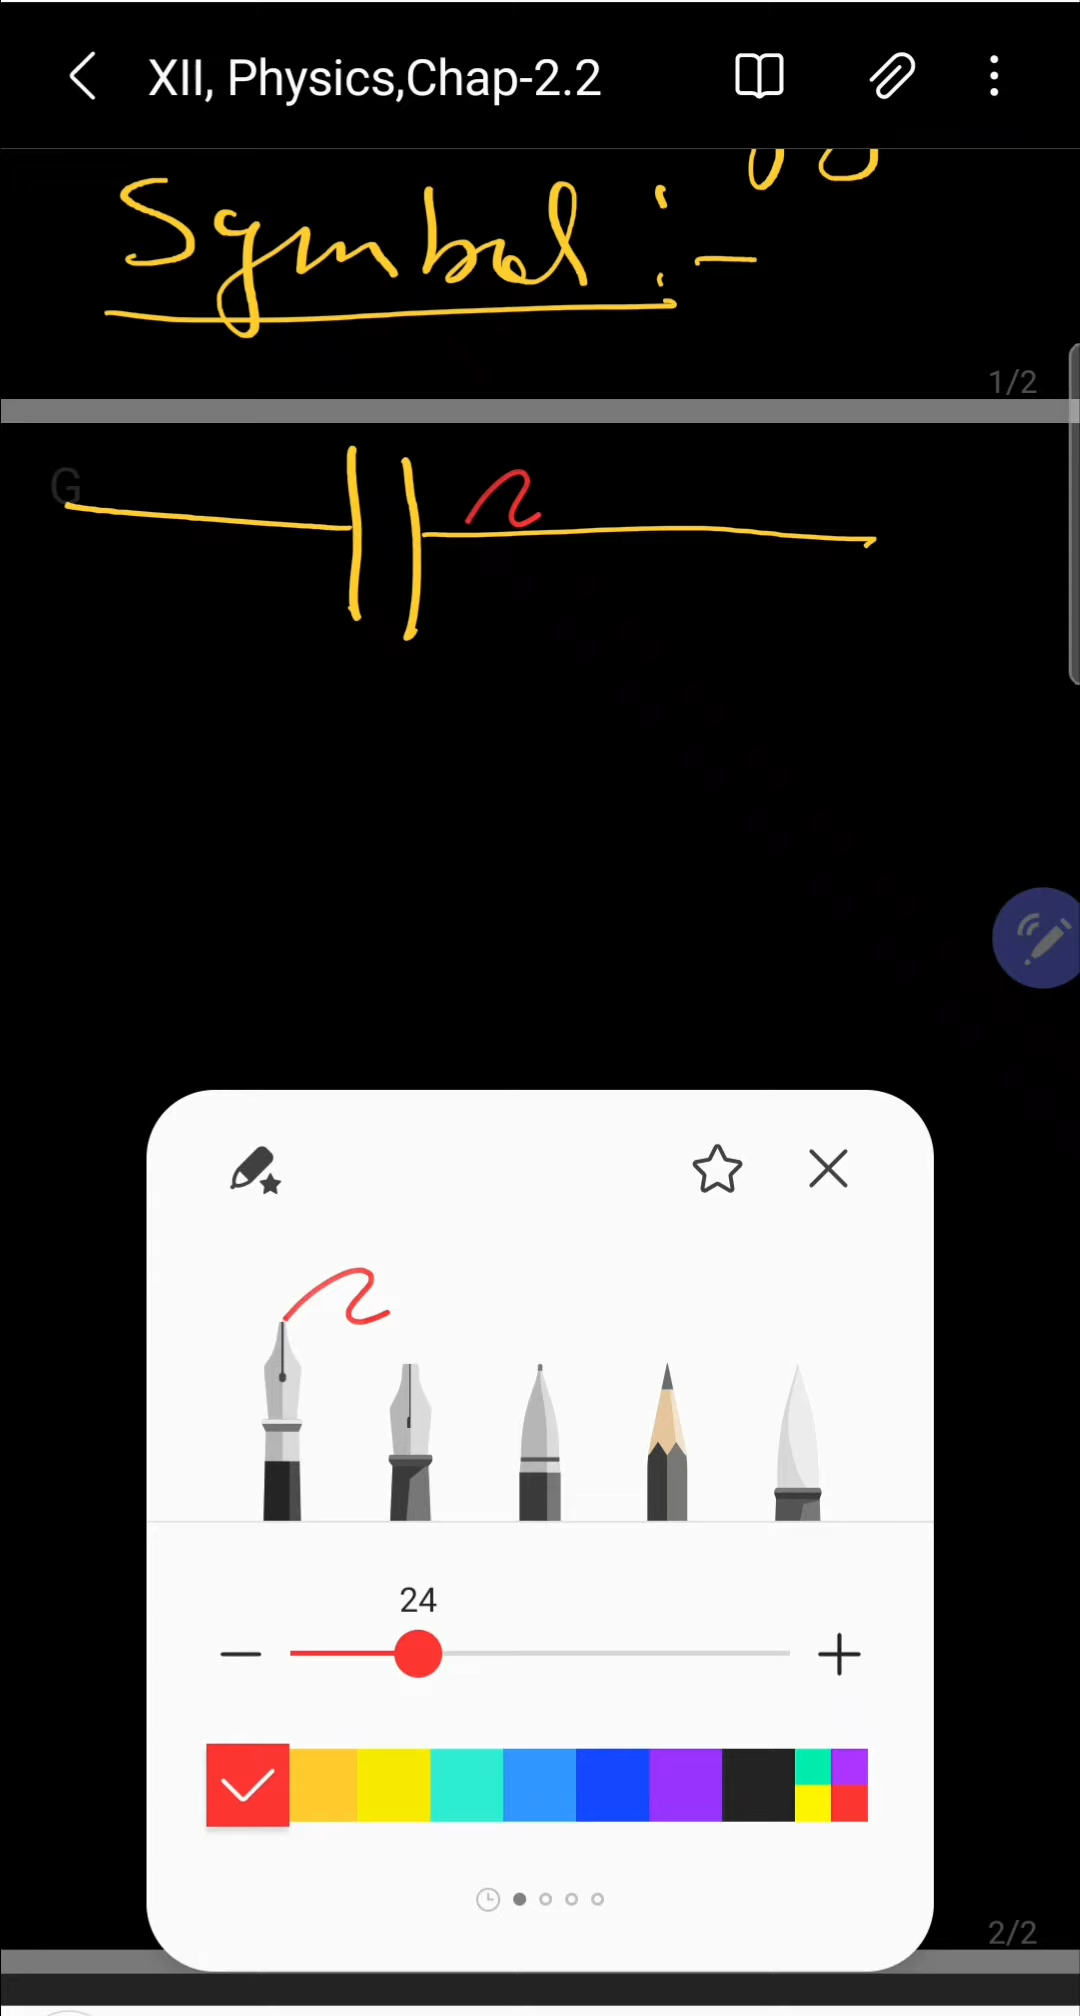 XII, Physics,Chap-2.2
Symbol :-
1/2
G
24
2/2